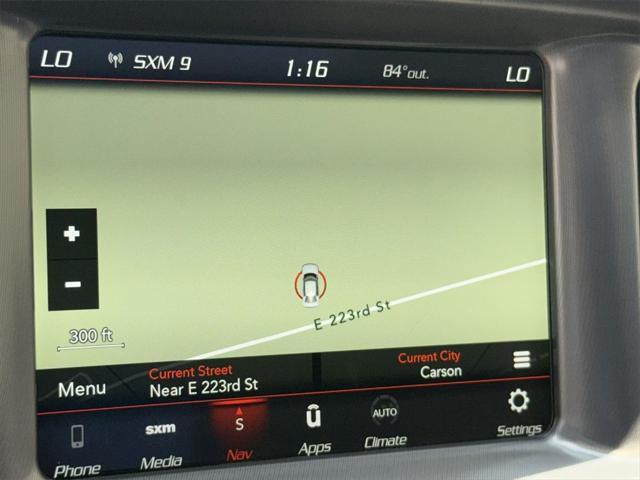 LO SXM 9 1:16 84° out. LO
+
−
300 ft
E 223rd St
Current Street
Near E 223rd St
Current City
Carson
Menu
Phone
sxm
Media
S
Nav
u
Apps
AUTO
Climate
Settings